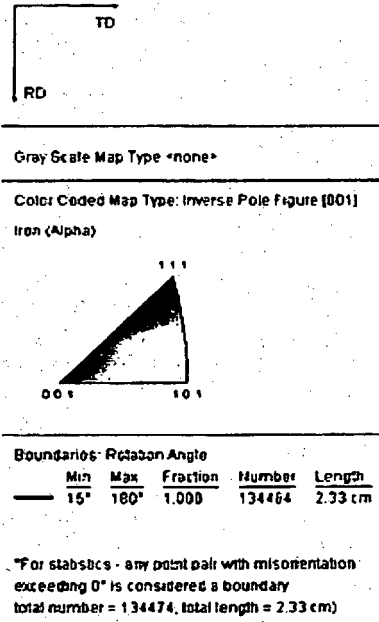 TD
RD
Gray Scale Map Type <none>
Color Coded Map Type: Inverse Pole Figure [001]
Iron (Alpha)
111
001 101
Boundaries: Rotation Angle
Min Max Fraction Number Length
15° 180° 1.000 134464 2.33 cm
*For statistics - any point pair with misorientation
exceeding 0° is considered a boundary
total number = 134474, total length = 2.33 cm)